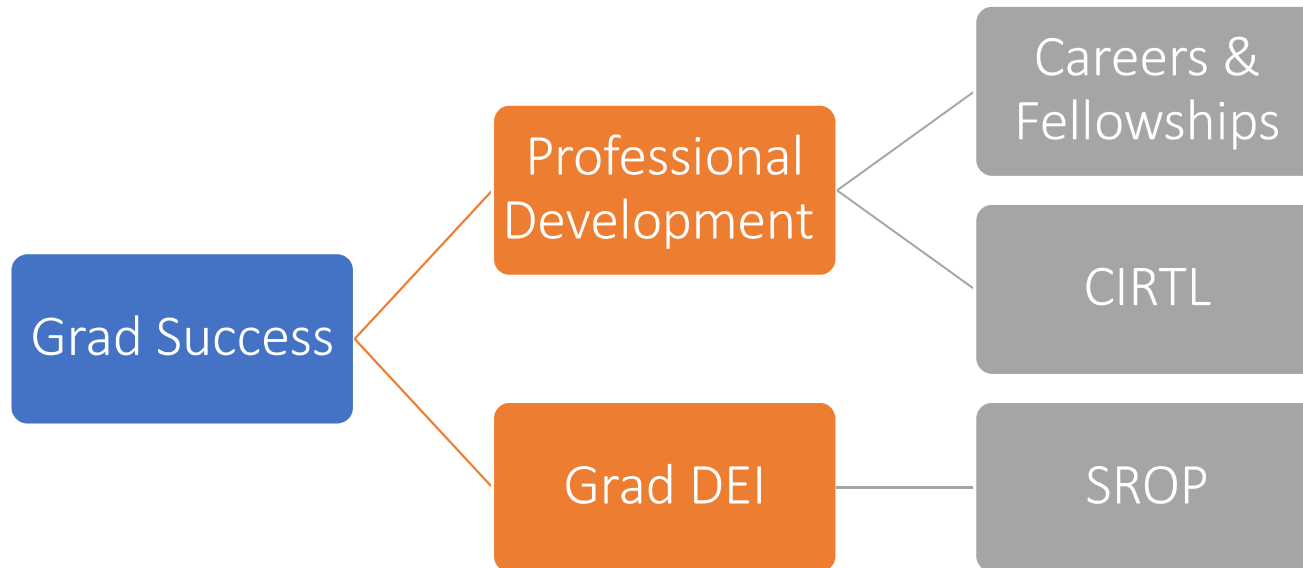 Grad Success
Professional
Development
Grad DEI
Careers &
Fellowships
CIRTL
SROP